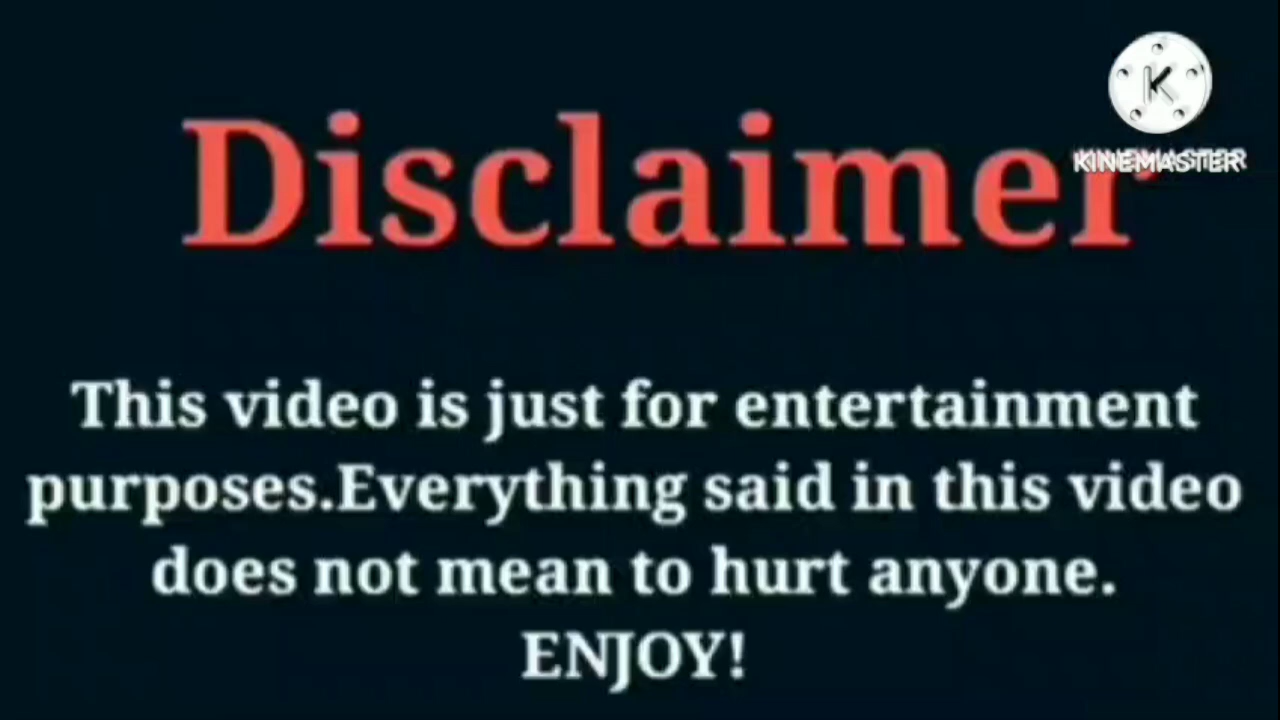 K
KINEMASTER
Disclaimer
This video is just for entertainment
purposes.Everything said in this video
does not mean to hurt anyone.
ENJOY!